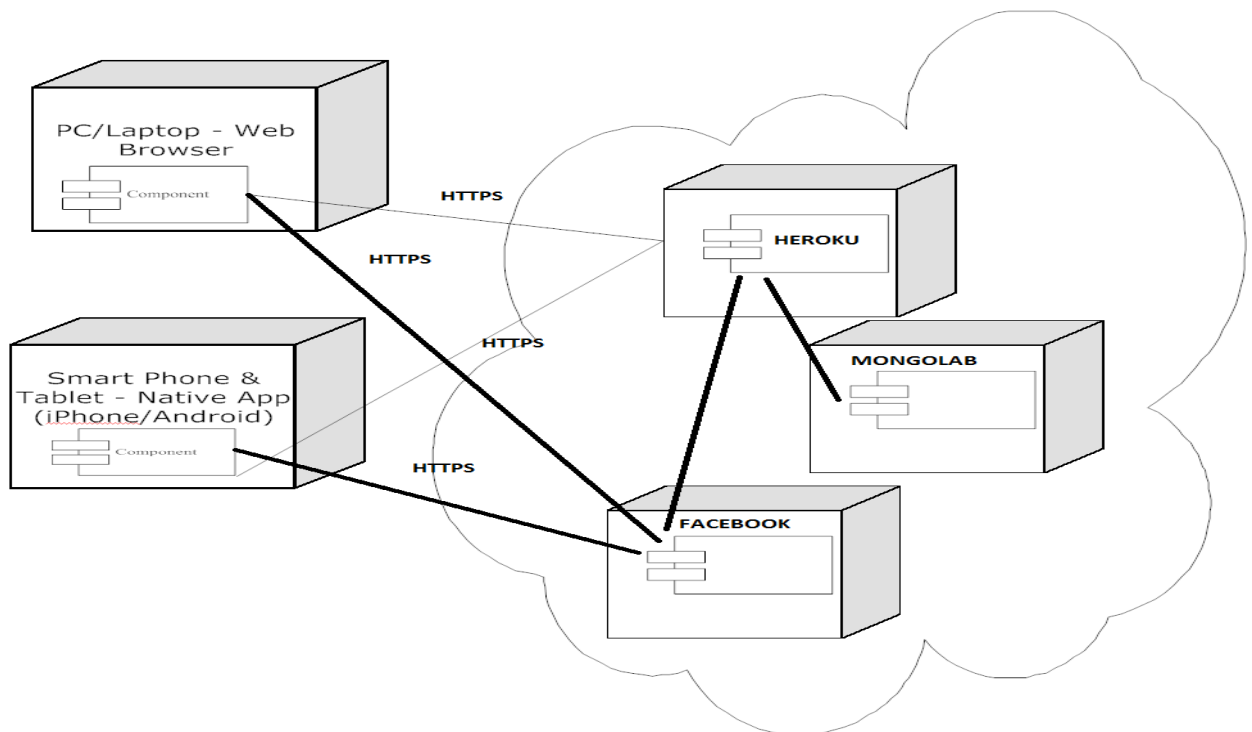 PC/Laptop - Web
Browser
Component
HTTPS
HEROKU
HTTPS
HTTPS
MONGOLAB
Smart Phone &
Tablet - Native App
(iPhone/Android)
Component
HTTPS
FACEBOOK